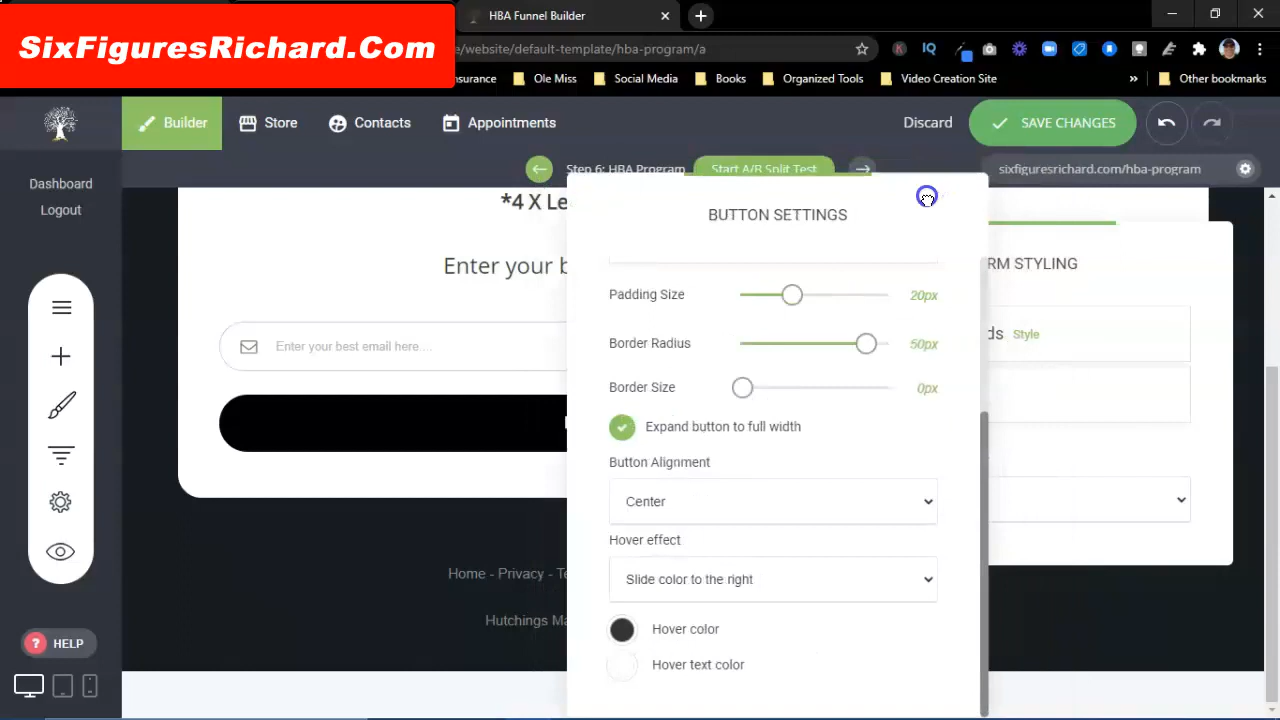 SixFiguresRichard.Com
HBA Funnel Builder
e/website/default-template/hba-program/a
IQ
surance
Ole Miss
Social Media
Books
Organized Tools
Video Creation Site
Other bookmarks
Builder
Store
Contacts
Appointments
Discard
SAVE CHANGES
Step 6: HBA Program
Start A/B Split Test
sixfiguresrichard.com/hba-program
Dashboard
Logout
*4 X Le
Enter your b
Enter your best email here....
BUTTON SETTINGS
Padding Size
20px
Border Radius
50px
Border Size
0px
Expand button to full width
Button Alignment
Center
Hover effect
Slide color to the right
Hover color
Hover text color
RM STYLING
ds Style
Home - Privacy - Te
Hutchings Ma
HELP